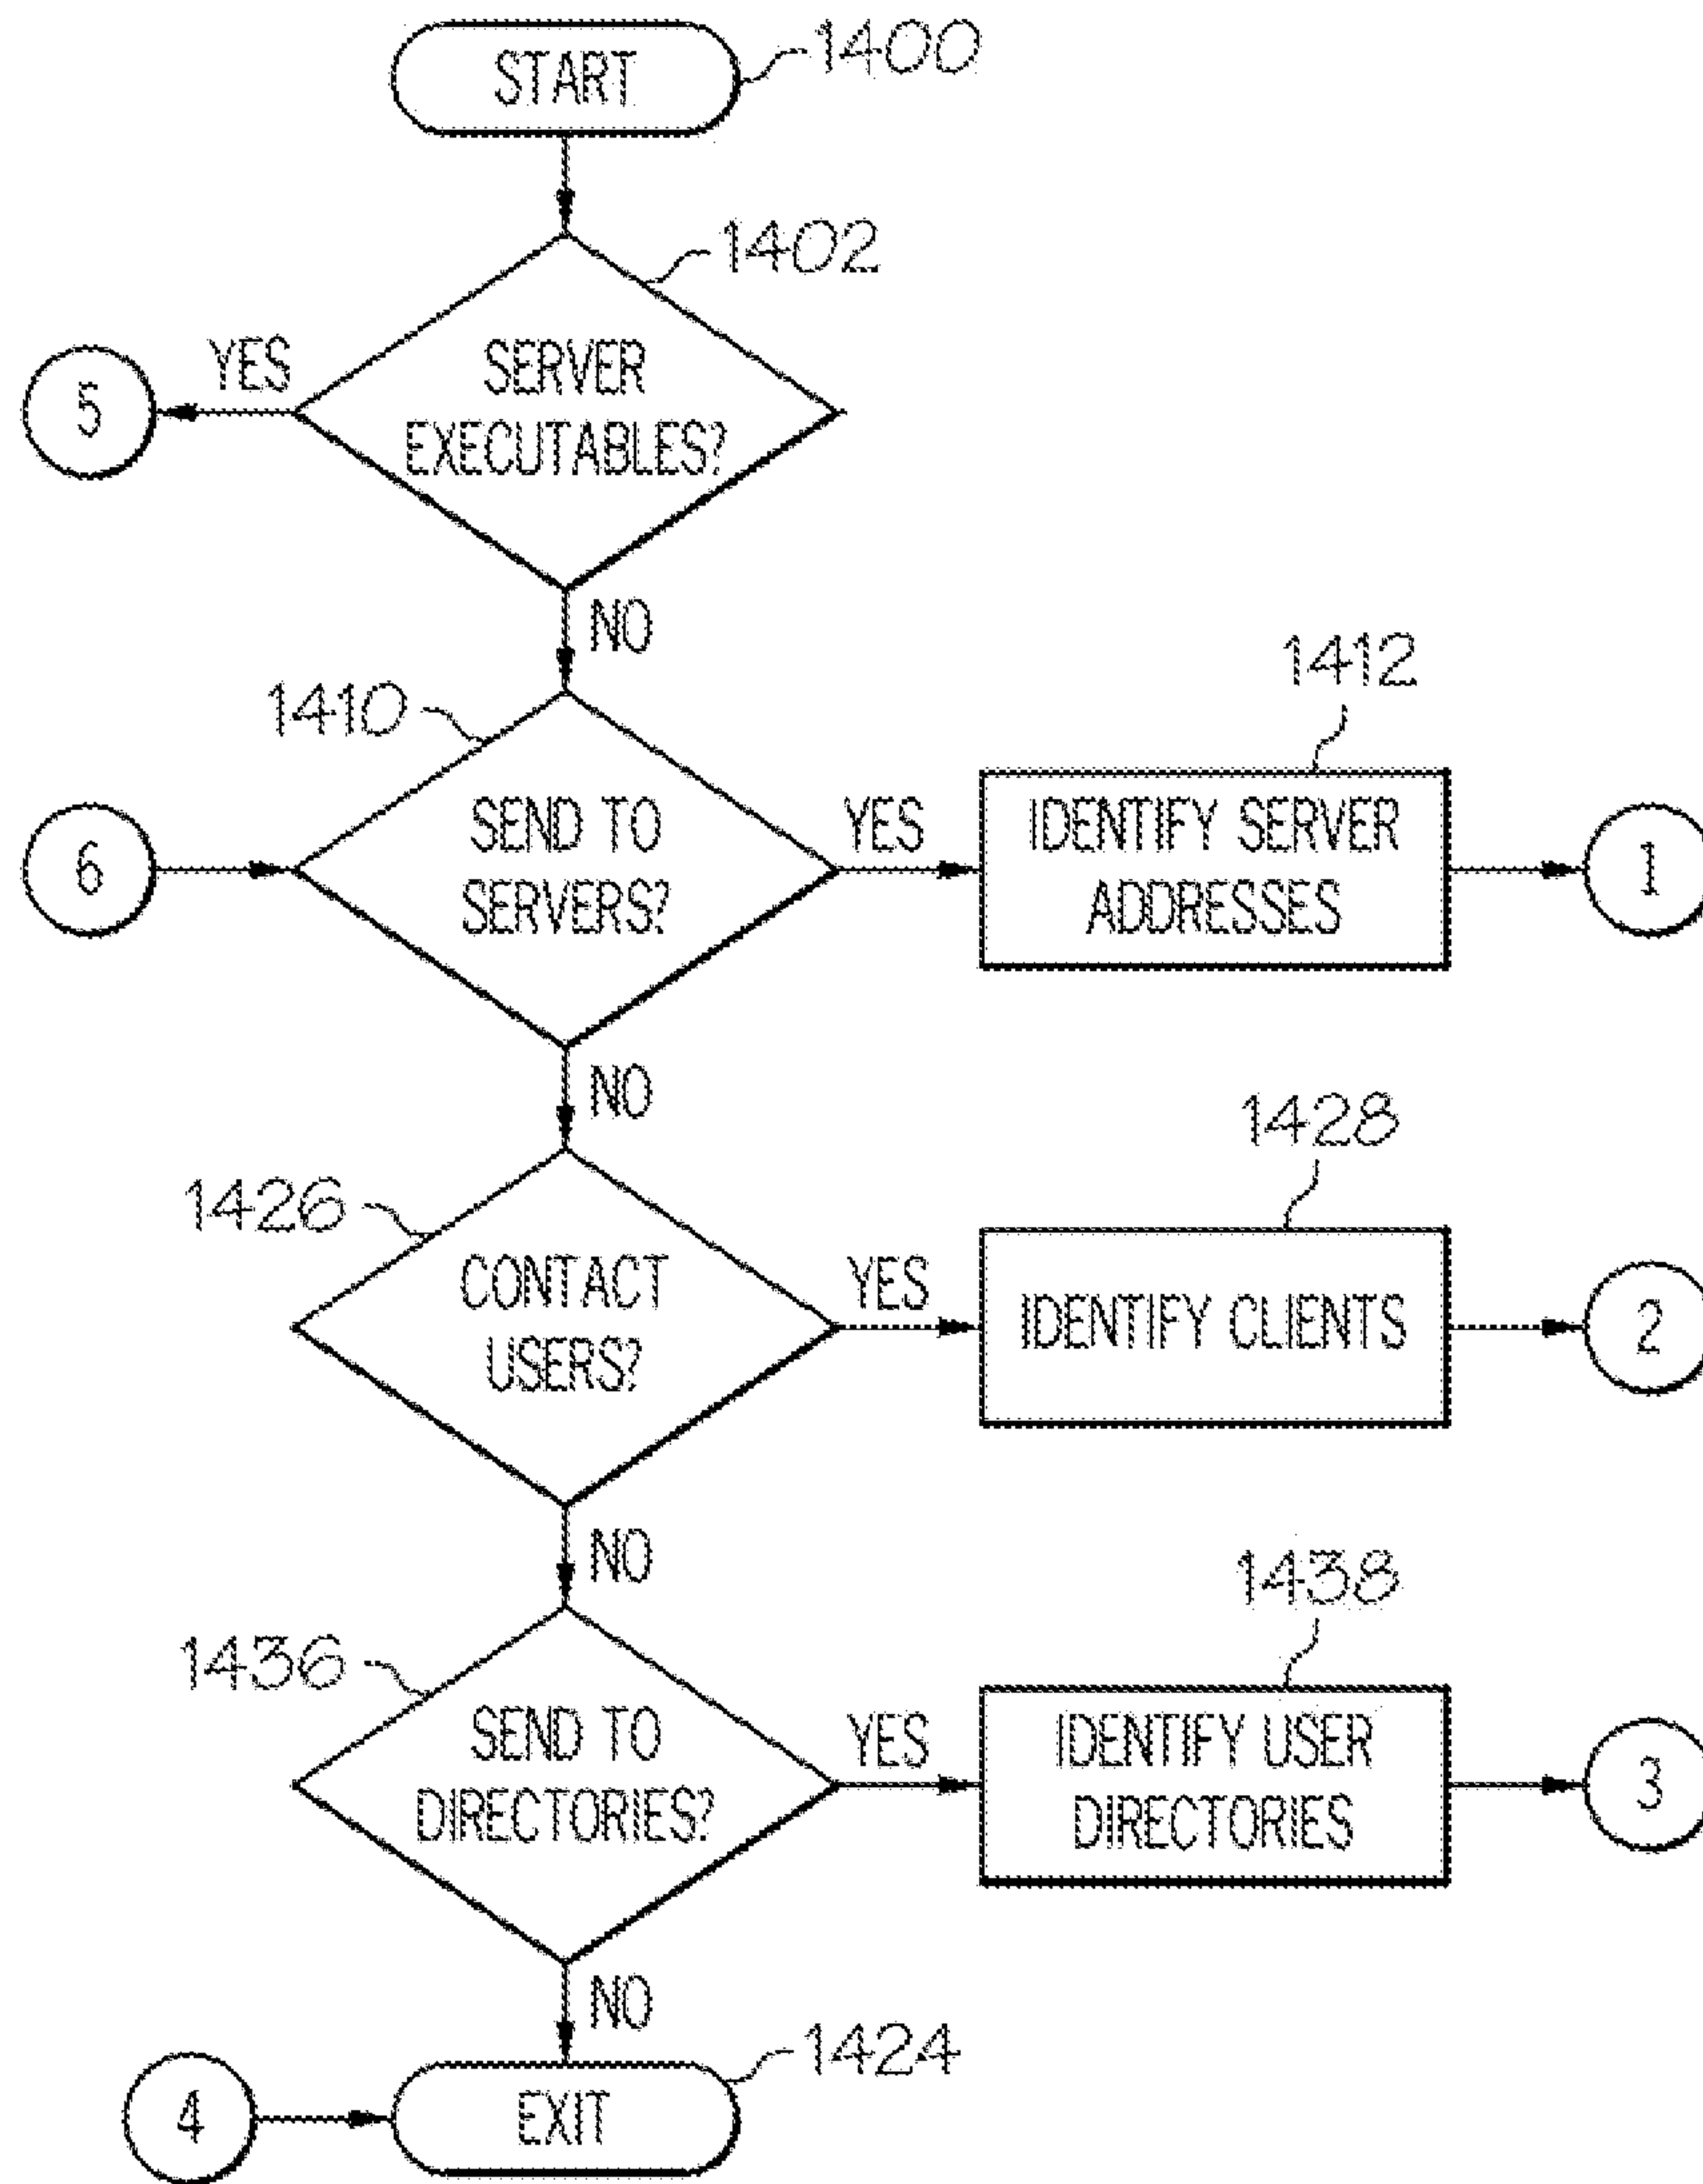 START
1400
1402
YES
SERVER
EXECUTABLES?
5
NO
1410
1412
6
SEND TO
SERVERS?
YES
IDENTIFY SERVER
ADDRESSES
1
NO
1426
1428
CONTACT
USERS?
YES
IDENTIFY CLIENTS
2
NO
1436
1438
SEND TO
DIRECTORIES?
YES
IDENTIFY USER
DIRECTORIES
3
NO
1424
4
EXIT